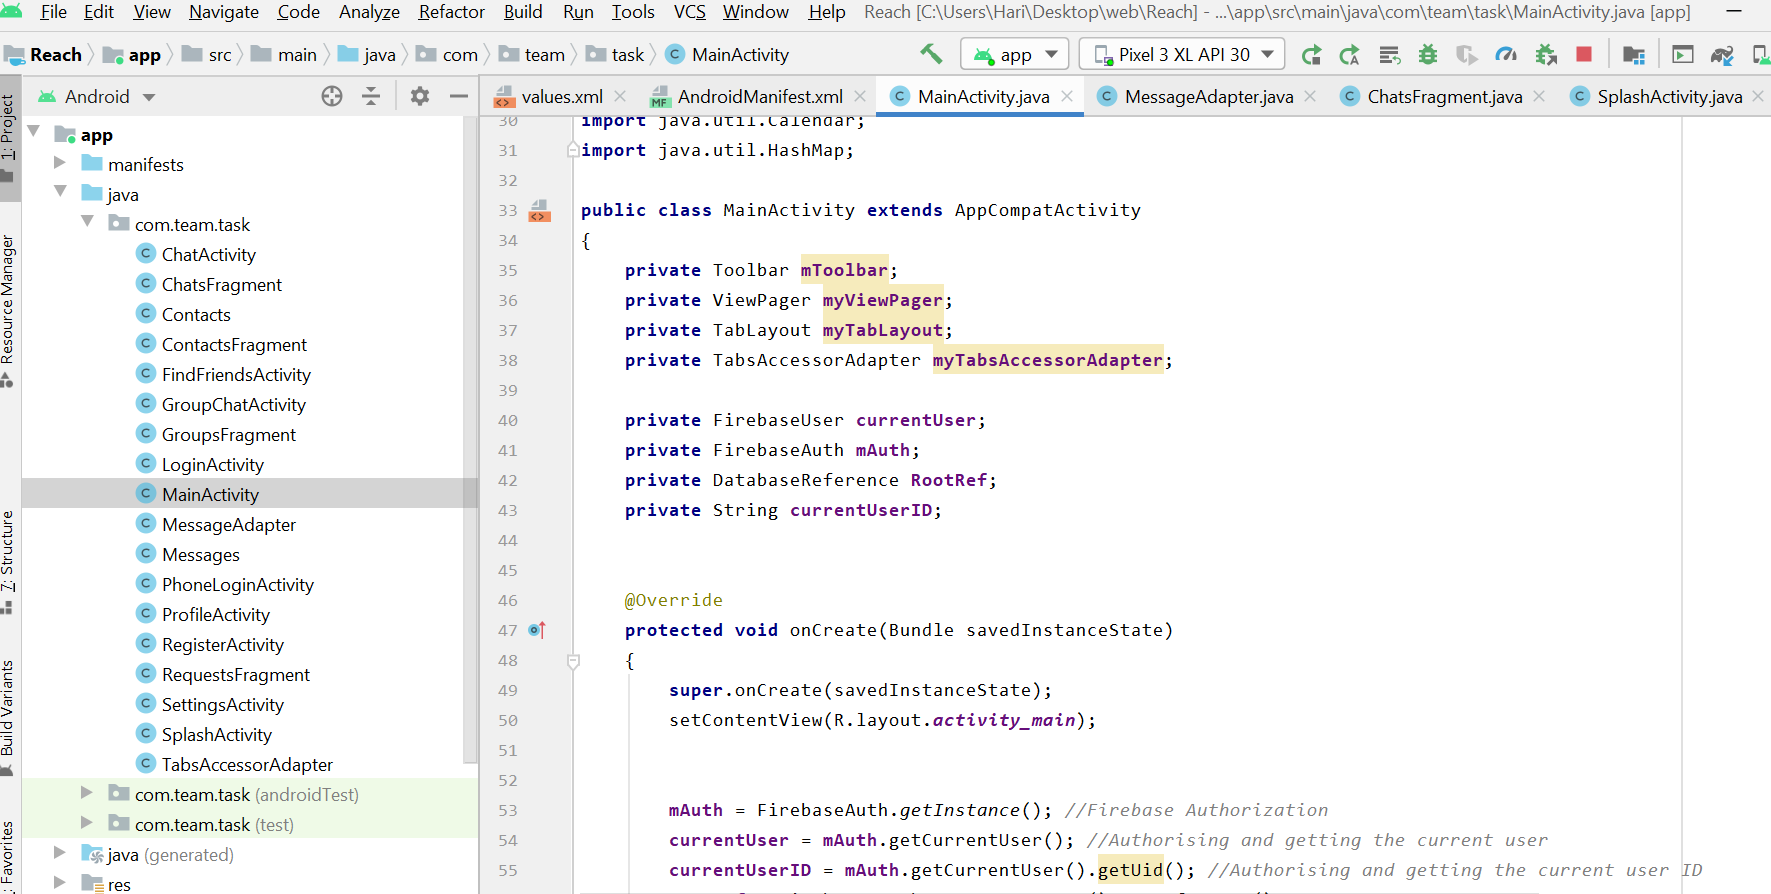 File Edit View Navigate Code Analyze Refactor Build Run Tools VCS Window Help Reach [C:\Users\Hari\Desktop\web\Reach] - ...\app\src\main\java\com\team\task\MainActivity.java [app]
Reach app src main java com team task MainActivity app Pixel 3 XL API 30
1: Project
Resource Manager
7: Structure
Build Variants
Favorites
Android
app
manifests
java
com.team.task
ChatActivity
ChatsFragment
Contacts
ContactsFragment
FindFriendsActivity
GroupChatActivity
GroupsFragment
LoginActivity
MainActivity
MessageAdapter
Messages
PhoneLoginActivity
ProfileActivity
RegisterActivity
RequestsFragment
SettingsActivity
SplashActivity
TabsAccessorAdapter
com.team.task (androidTest)
com.team.task (test)
java (generated)
res
values.xml AndroidManifest.xml MainActivity.java MessageAdapter.java ChatsFragment.java SplashActivity.java
30 import java.util.Calendar;
31 import java.util.HashMap;
32
33 public class MainActivity extends AppCompatActivity
34 {
35 private Toolbar mToolbar;
36 private ViewPager myViewPager;
37 private TabLayout myTabLayout;
38 private TabsAccessorAdapter myTabsAccessorAdapter;
39
40 private FirebaseUser currentUser;
41 private FirebaseAuth mAuth;
42 private DatabaseReference RootRef;
43 private String currentUserID;
44
45
46 @Override
47 protected void onCreate(Bundle savedInstanceState)
48 {
49 super.onCreate(savedInstanceState);
50 setContentView(R.layout.activity_main);
51
52
53 mAuth = FirebaseAuth.getInstance(); //Firebase Authorization
54 currentUser = mAuth.getCurrentUser(); //Authorising and getting the current user
55 currentUserID = mAuth.getCurrentUser().getUid(); //Authorising and getting the current user ID